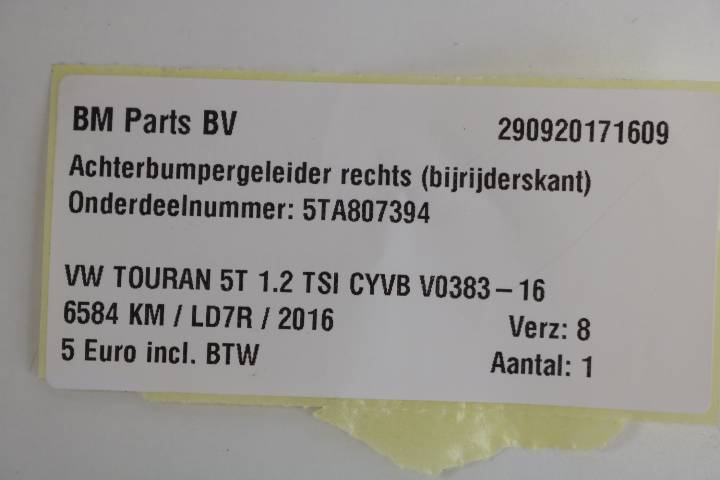 BM Parts BV 290920171609
Achterbumpergeleider rechts (bijrijderskant)
Onderdeelnummer: 5TA807394
VW TOURAN 5T 1.2 TSI CYVB V0383-16
6584 KM / LD7R / 2016 Verz: 8
5 Euro incl. BTW Aantal: 1